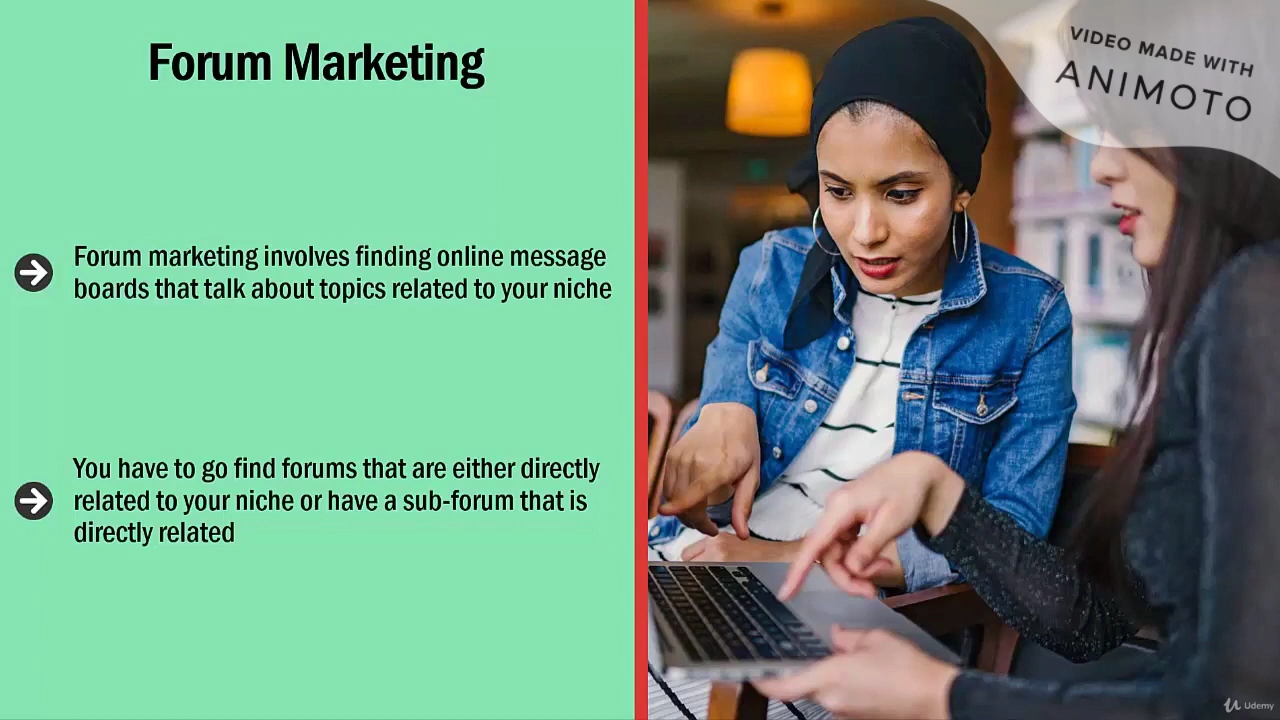 Forum Marketing
Forum marketing involves finding online message
boards that talk about topics related to your niche
You have to go find forums that are either directly
related to your niche or have a sub-forum that is
directly related
VIDEO MADE WITH
ANIMOTO
Udemy